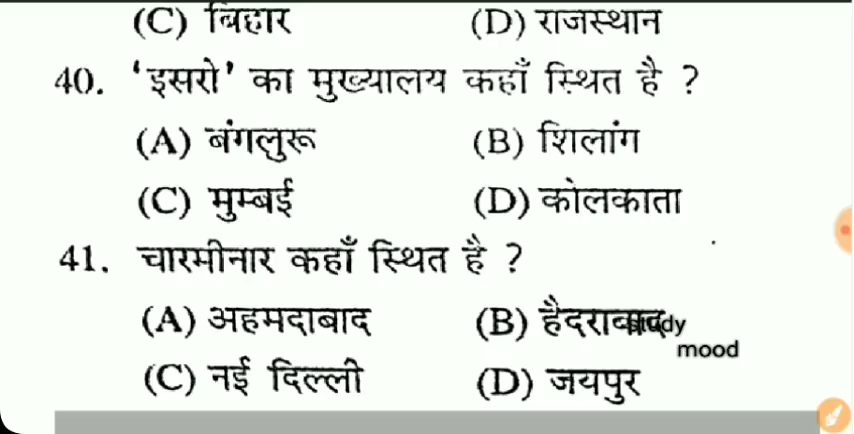 (C) बिहार (D) राजस्थान
40. ‘इसरो’ का मुख्यालय कहाँ स्थित है ?
(A) बंगलुरू (B) शिलांग
(C) मुम्बई (D) कोलकाता
41. चारमीनार कहाँ स्थित है ?
(A) अहमदाबाद (B) हैदराबाद
mood
(C) नई दिल्ली (D) जयपुर